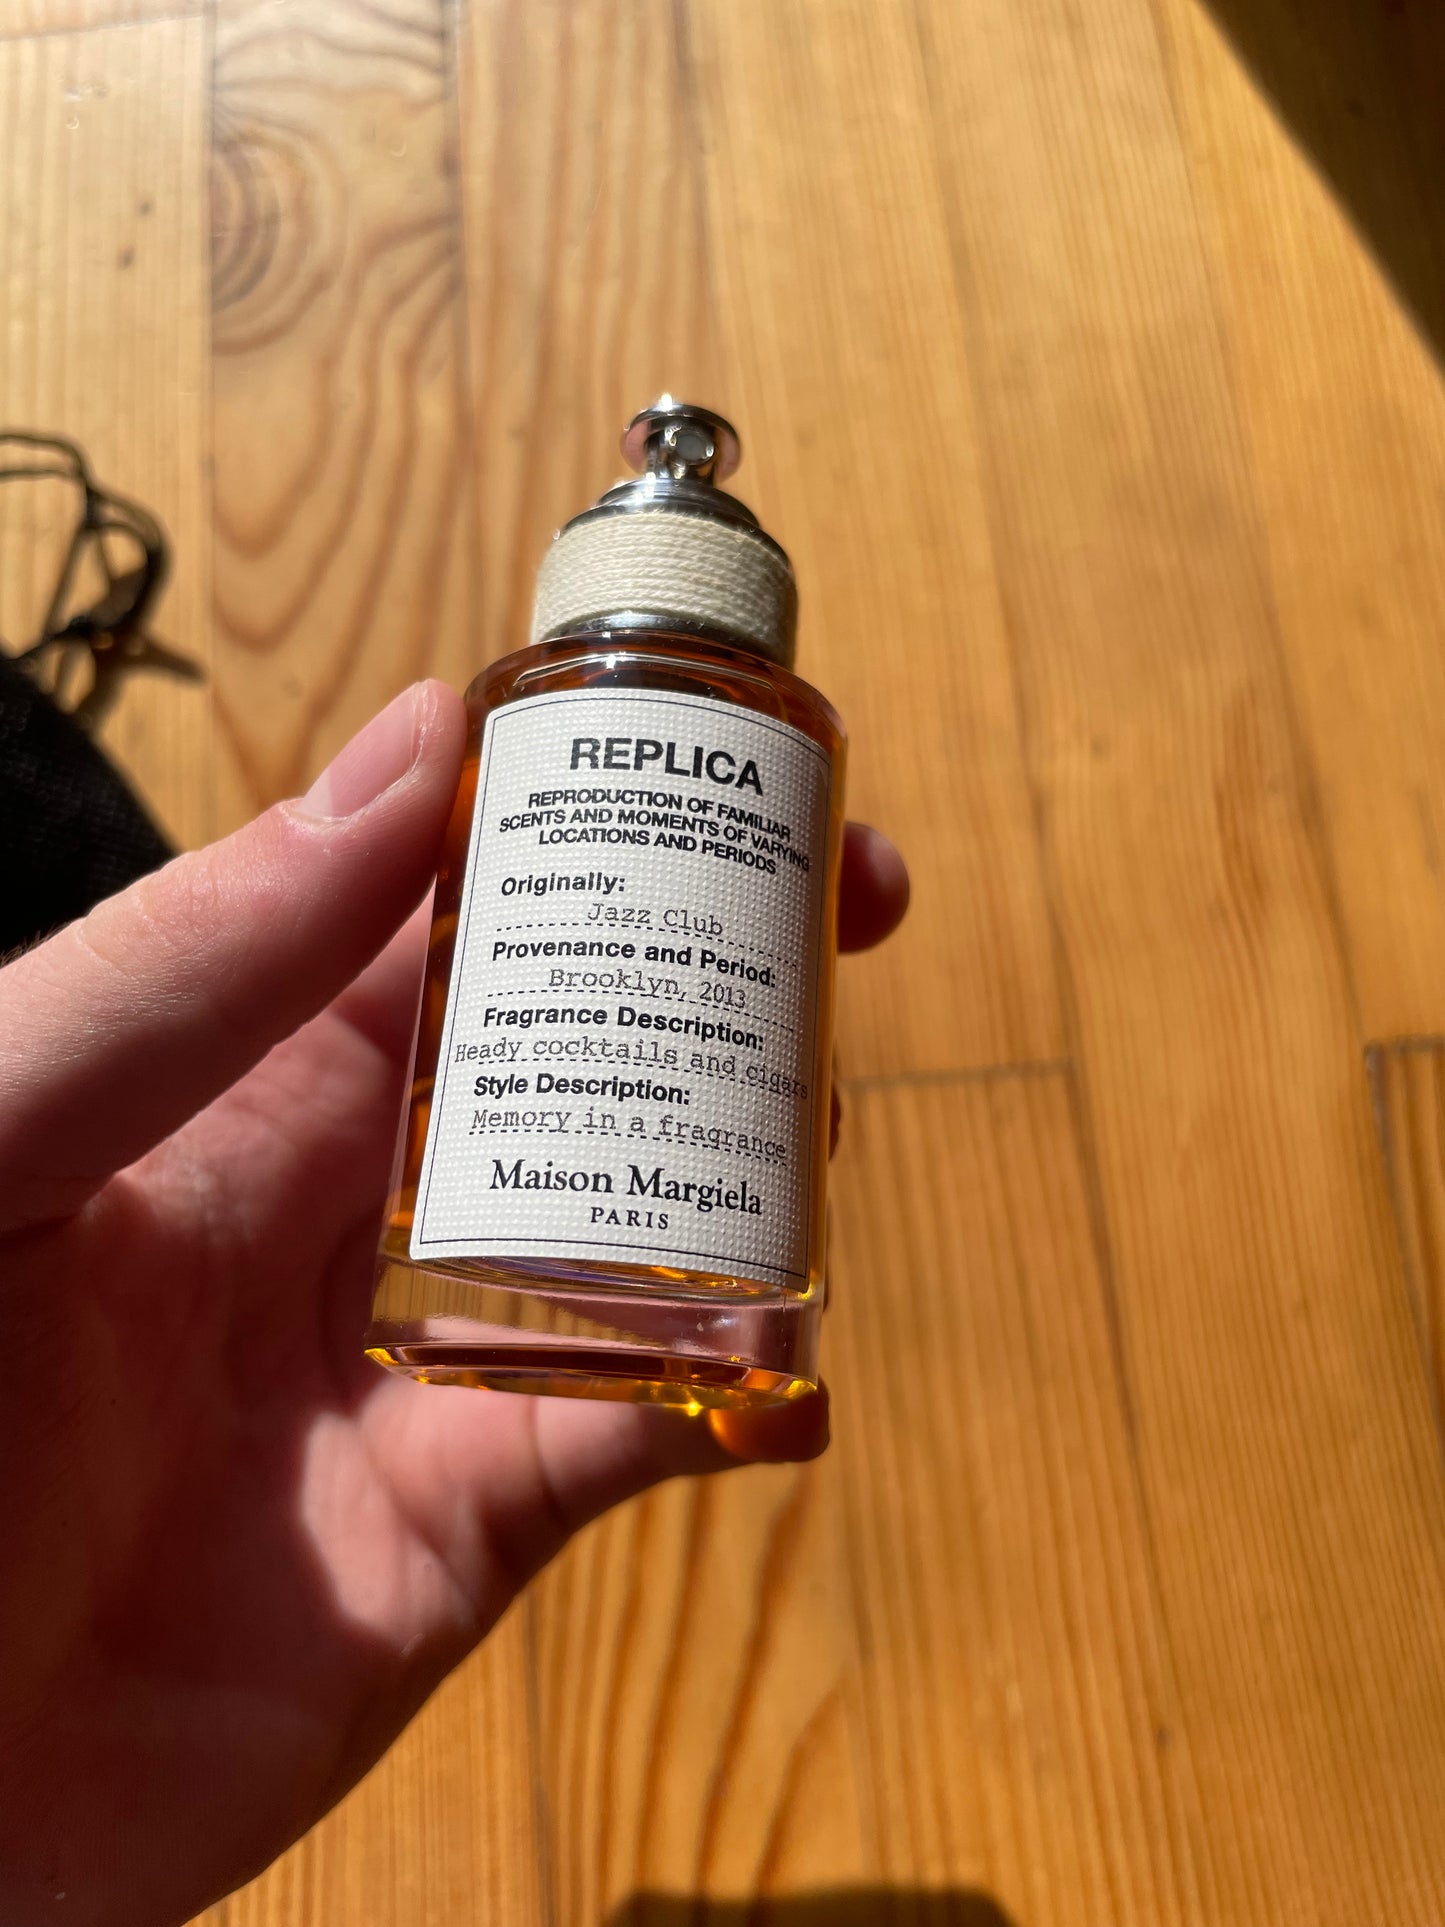 REPLICA
REPRODUCTION OF FAMILIAR
SCENTS AND MOMENTS OF VARYING
LOCATIONS AND PERIODS
Originally:
Jazz Club
Provenance and Period:
Brooklyn, 2013
Fragrance Description:
Heady cocktails and cigars
Style Description:
Memory in a fragrance
Maison Margiela
PARIS